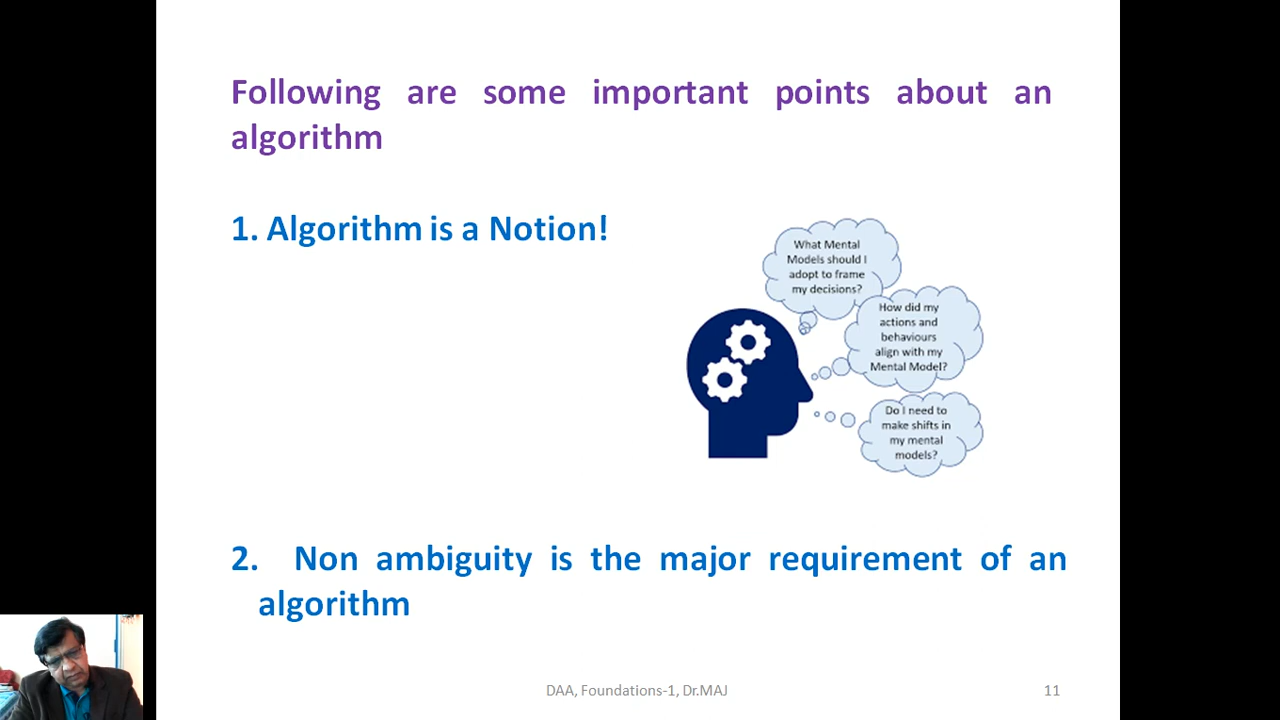 Following are some important points about an
algorithm
1. Algorithm is a Notion!
What Mental
Models should I
adopt to frame
my decisions?
How did my
actions and
behaviours
align with my
Mental Model?
Do I need to
make shifts in
my mental
models?
2. Non ambiguity is the major requirement of an
algorithm
DAA, Foundations-1, Dr.MAJ
11